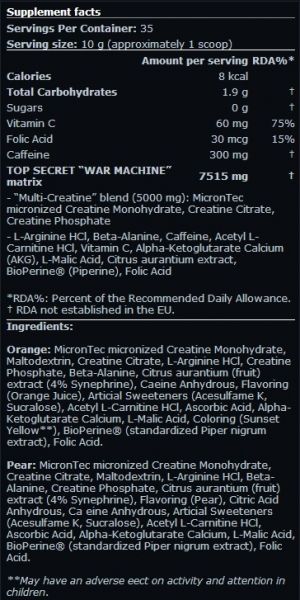 Supplement facts
Servings Per Container: 35
Serving size: 10 g (approximately 1 scoop)
Amount per serving RDA%*
Calories 8 kcal
Total Carbohydrates 1.9 g †
Sugars 0 g †
Vitamin C 60 mg 75%
Folic Acid 30 mcg 15%
Caffeine 300 mg †
TOP SECRET “WAR MACHINE” matrix 7515 mg †
- “Multi-Creatine” blend (5000 mg): MicronTec
micronized Creatine Monohydrate, Creatine Citrate,
Creatine Phosphate
- L-Arginine HCl, Beta-Alanine, Caffeine, Acetyl L-
Carnitine HCl, Vitamin C, Alpha-Ketoglutarate Calcium
(AKG), L-Malic Acid, Citrus aurantium extract,
BioPerine® (Piperine), Folic Acid
*RDA%: Percent of the Recommended Daily Allowance.
† RDA not established in the EU.
Ingredients:
Orange: MicronTec micronized Creatine Monohydrate,
Maltodextrin, Creatine Citrate, L-Arginine HCl, Creatine
Phosphate, Beta-Alanine, Citrus aurantium (fruit)
extract (4% Synephrine), Caeine Anhydrous, Flavoring
(Orange Juice), Articial Sweeteners (Acesulfame K,
Sucralose), Acetyl L-Carnitine HCl, Ascorbic Acid, Alpha-
Ketoglutarate Calcium, L-Malic Acid, Coloring (Sunset
Yellow**), BioPerine® (standardized Piper nigrum
extract), Folic Acid.
Pear: MicronTec micronized Creatine Monohydrate,
Creatine Citrate, Maltodextrin, L-Arginine HCl, Beta-
Alanine, Creatine Phosphate, Citrus aurantium (fruit)
extract (4% Synephrine), Flavoring (Pear), Citric Acid
Anhydrous, Ca eine Anhydrous, Articial Sweeteners
(Acesulfame K, Sucralose), Acetyl L-Carnitine HCl,
Ascorbic Acid, Alpha-Ketoglutarate Calcium, L-Malic Acid,
BioPerine® (standardized Piper nigrum extract), Folic
Acid.
**May have an adverse eect on activity and attention in
children.